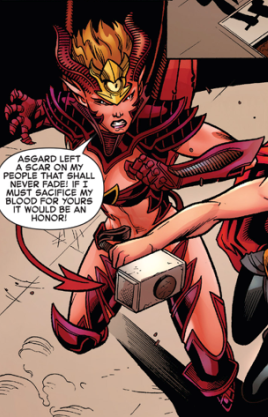 ASGARD LEFT
A SCAR ON MY
PEOPLE THAT SHALL
NEVER FADE! IF I
MUST SACIFICE MY
BLOOD FOR YOURS
IT WOULD BE AN
HONOR!